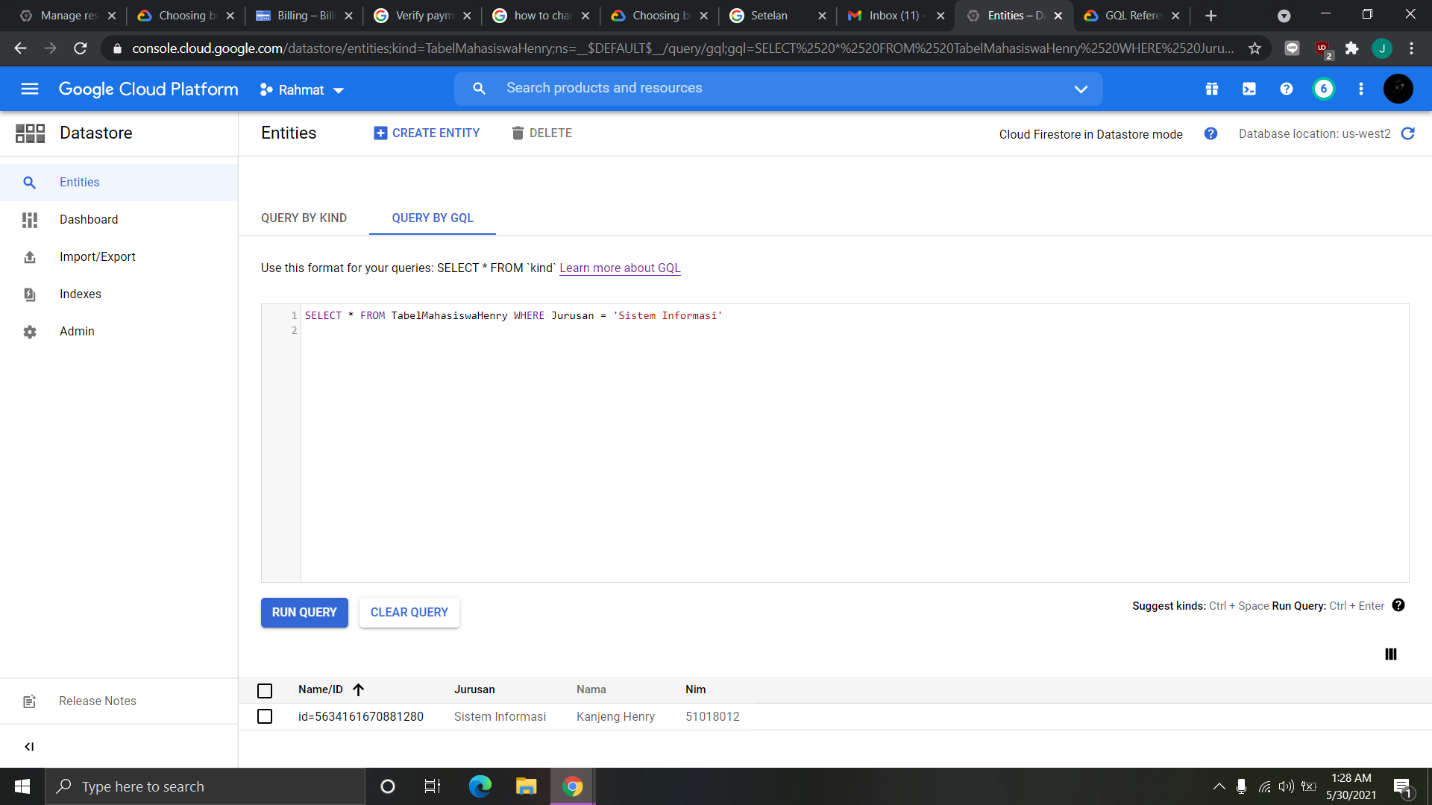 Manage res
Choosing b
Billing – Bill
Verify paym
how to chan
Choosing b
Setelan
Inbox (11) -
Entities – Da
GQL Refere
console.cloud.google.com/datastore/entities;kind=TabelMahasiswaHenry;ns=__$DEFAULT$__/query/gql;gql=SELECT%2520*%2520FROM%2520TabelMahasiswaHenry%2520WHERE%2520Juru...
2
J
Google Cloud Platform
Rahmat
Search products and resources
6
Datastore
Entities
CREATE ENTITY
DELETE
Cloud Firestore in Datastore mode
Database location: us-west2
Entities
Dashboard
Import/Export
Indexes
Admin
QUERY BY KIND
QUERY BY GQL
Use this format for your queries: SELECT * FROM `kind` Learn more about GQL
1 SELECT * FROM TabelMahasiswaHenry WHERE Jurusan = 'Sistem Informasi'
2
RUN QUERY
CLEAR QUERY
Suggest kinds: Ctrl + Space Run Query: Ctrl + Enter
Name/ID Jurusan Nama Nim
id=5634161670881280 Sistem Informasi Kanjeng Henry 51018012
Release Notes
Type here to search
1:28 AM
5/30/2021
1